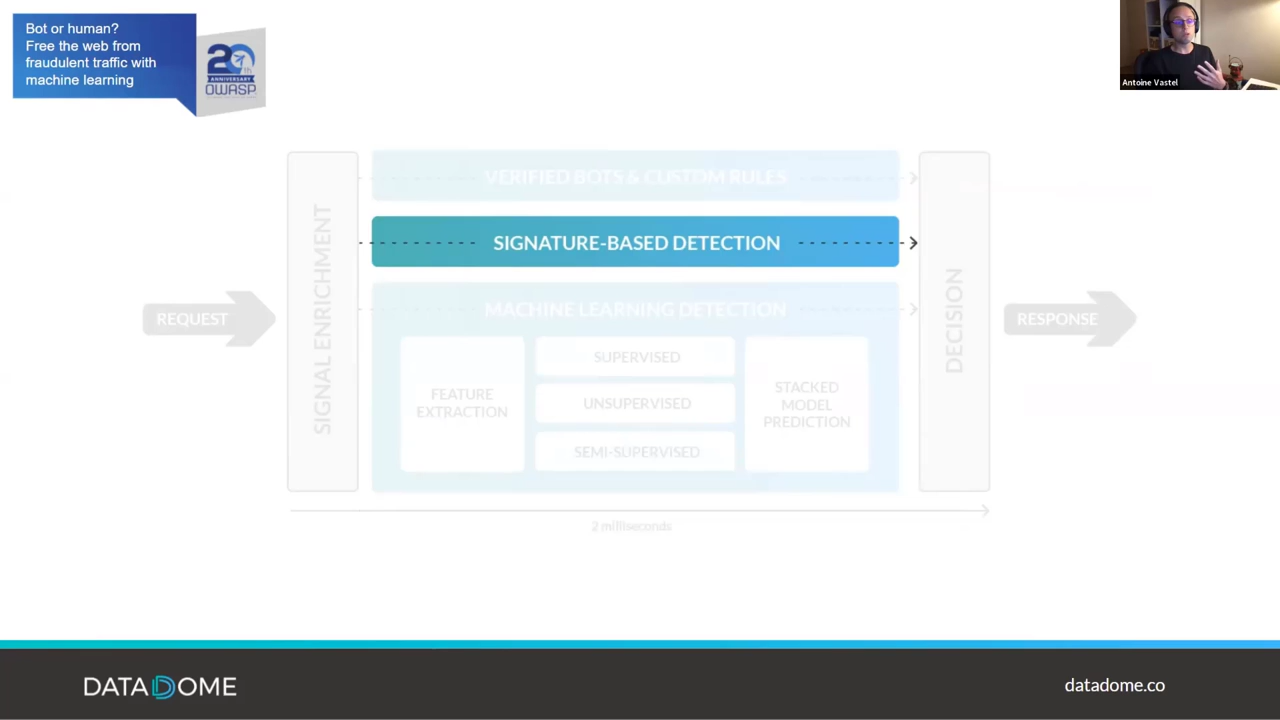 Bot or human?
Free the web from
fraudulent traffic with
machine learning
20th
ANNIVERSARY
OWASP
Antoine Vastel
VERIFIED BOTS & CUSTOM RULES
SIGNATURE-BASED DETECTION
MACHINE LEARNING DETECTION
REQUEST
SIGNAL ENRICHMENT
FEATURE
EXTRACTION
SUPERVISED
UNSUPERVISED
SEMI-SUPERVISED
STACKED
MODEL
PREDICTION
DECISION
RESPONSE
2 milliseconds
DATADOME
datadome.co